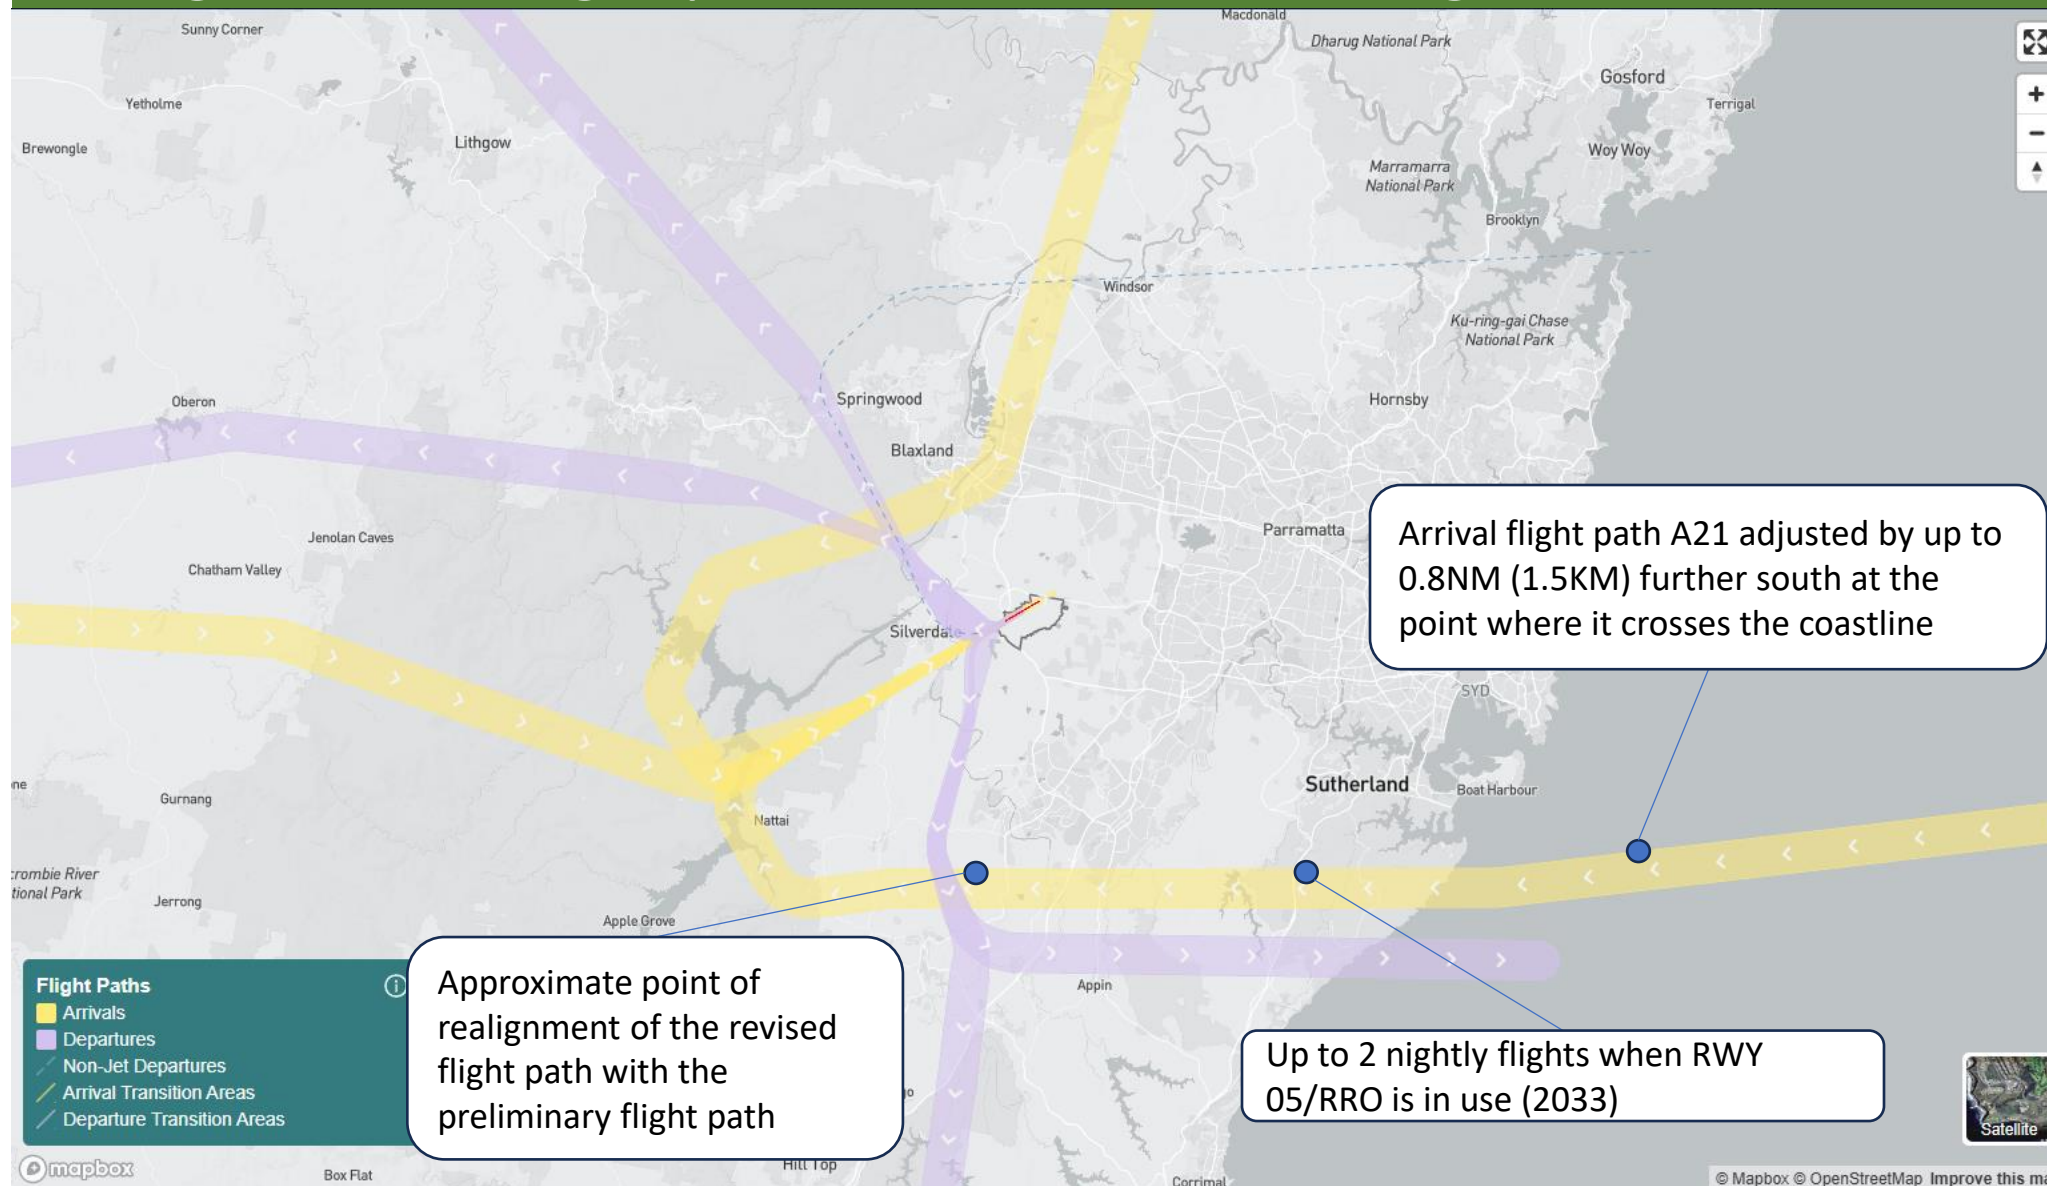 Macdonald
Sunny Corner
Dharug National Park
Gosford
Yetholme
Terrigal
Lithgow
Brewongle
Woy Woy
Marramarra
National Park
Brooklyn
Windsor
Ku-ring-gai Chase
National Park
Oberon
Springwood
Hornsby
Blaxland
Parramatta
Arrival flight path A21 adjusted by up to
0.8NM (1.5KM) further south at the
point where it crosses the coastline
Jenolan Caves
Chatham Valley
Silverdale
SYD
Sutherland
Boat Harbour
Gurnang
Nattai
Jerrong
Apple Grove
Approximate point of
realignment of the revised
flight path with the
preliminary flight path
Appin
Up to 2 nightly flights when RWY
05/RRO is in use (2033)
Flight Paths
Arrivals
Departures
Non-Jet Departures
Arrival Transition Areas
Departure Transition Areas
Satellite
mapbox
Box Flat
Hill Top
Corrimal
© Mapbox © OpenStreetMap Improve this ma